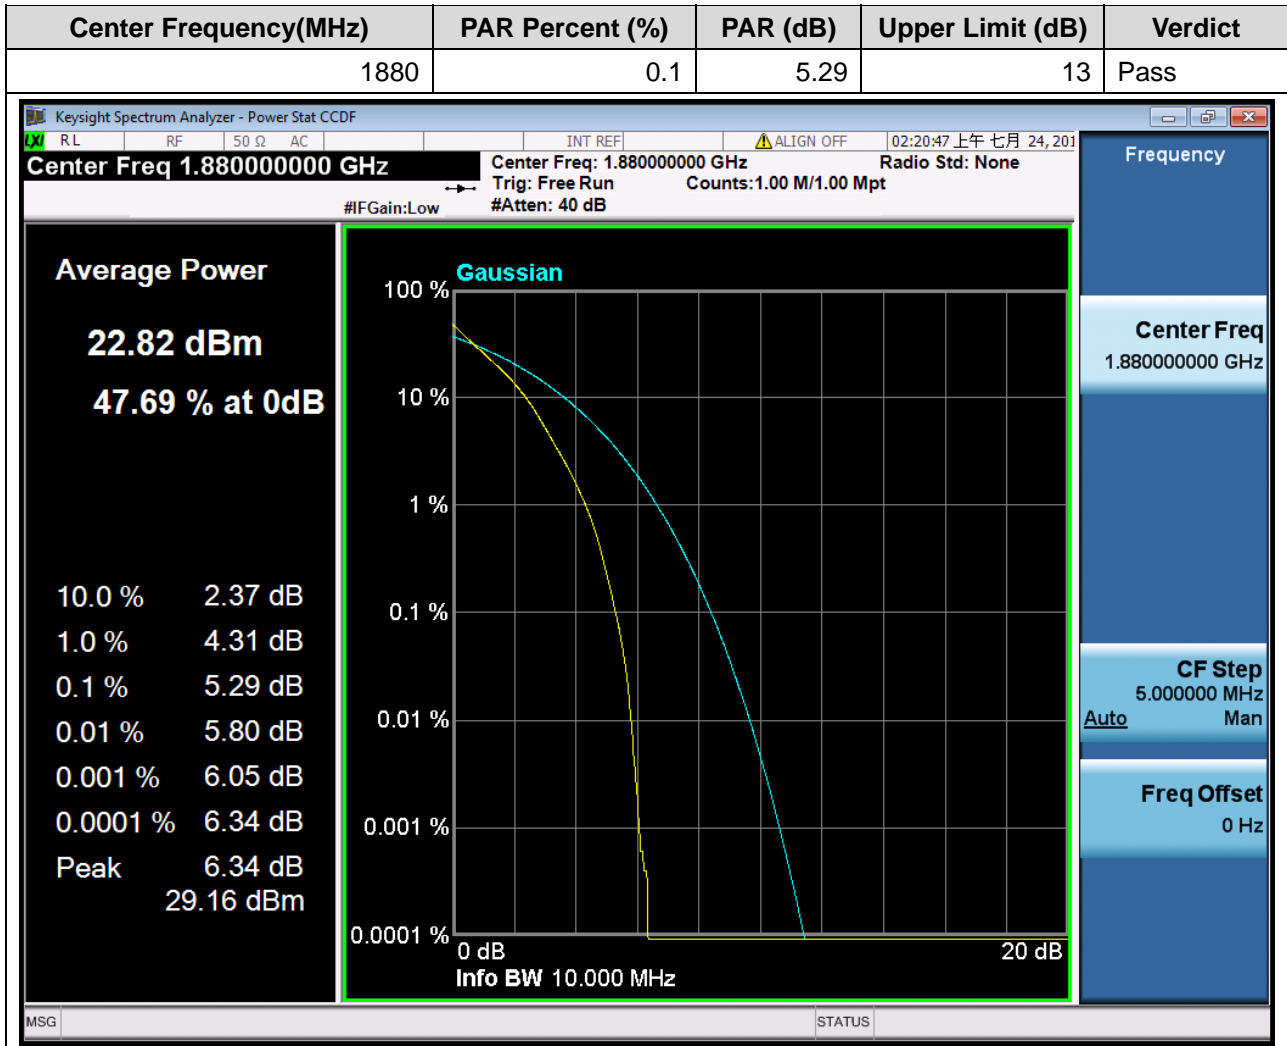 Center Frequency(MHz) PAR Percent (%) PAR (dB) Upper Limit (dB) Verdict
1880 0.1 5.29 13 Pass
Keysight Spectrum Analyzer - Power Stat CCDF
LXI RL RF 50 Ω AC INT REF ALIGN OFF 02:20:47 上午 七月 24, 201
Center Freq 1.880000000 GHz
Center Freq: 1.880000000 GHz Radio Std: None
Trig: Free Run Counts:1.00 M/1.00 Mpt
#IFGain:Low #Atten: 40 dB
Average Power
22.82 dBm
47.69 % at 0dB
10.0 % 2.37 dB
1.0 % 4.31 dB
0.1 % 5.29 dB
0.01 % 5.80 dB
0.001 % 6.05 dB
0.0001 % 6.34 dB
Peak 6.34 dB
29.16 dBm
Gaussian
100 %
10 %
1 %
0.1 %
0.01 %
0.001 %
0.0001 %
0 dB 20 dB
Info BW 10.000 MHz
Frequency
Center Freq
1.880000000 GHz
CF Step
5.000000 MHz
Auto Man
Freq Offset
0 Hz
MSG STATUS